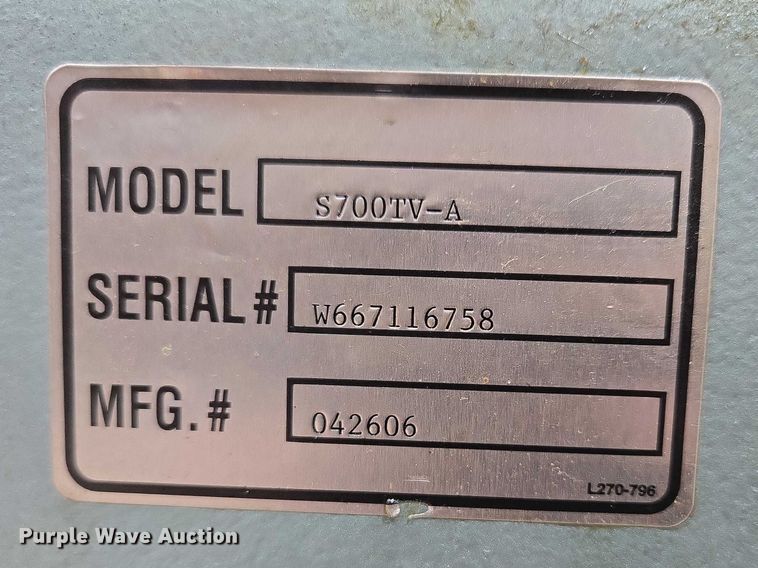 MODEL S700TV-A
SERIAL # W667116758
MFG. # 042606
L270-796
Purple Wave Auction